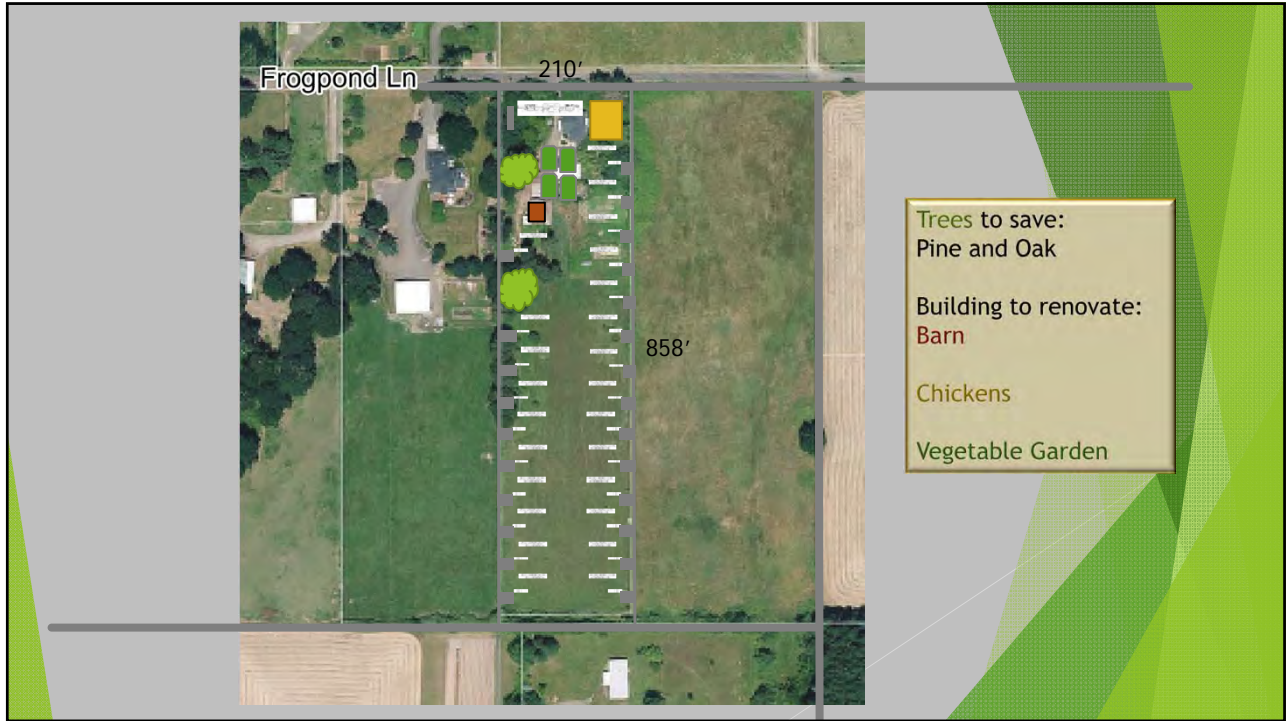 Frogpond Ln
210′
858′
Trees to save:
Pine and Oak
Building to renovate:
Barn
Chickens
Vegetable Garden